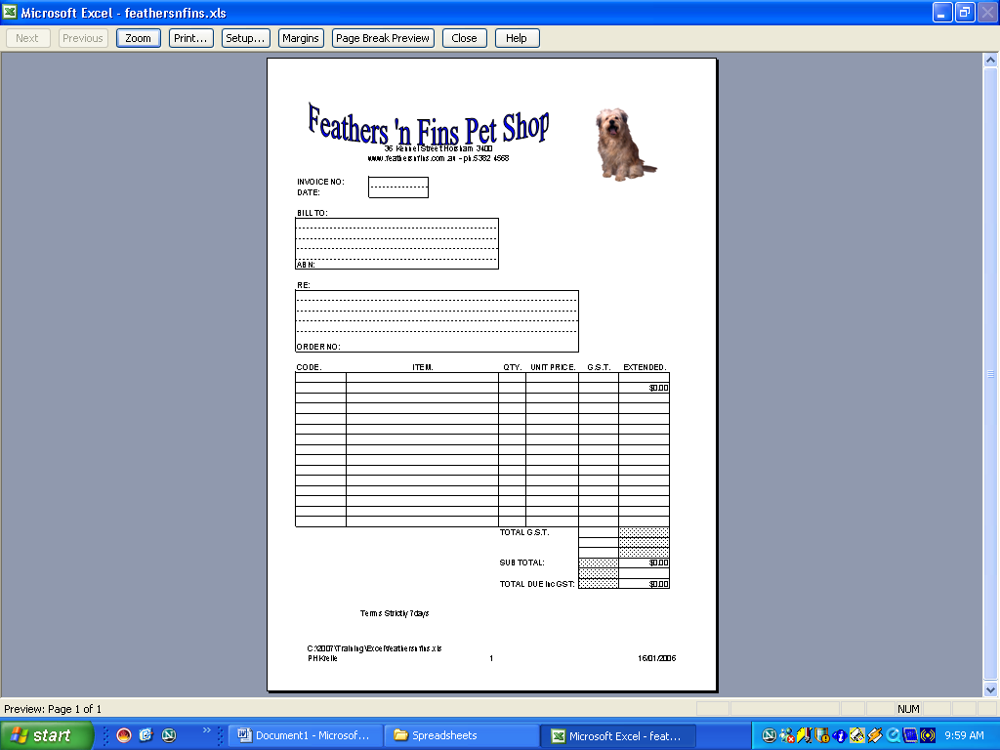 Microsoft Excel - feathersnfins.xls
Next Previous Zoom Print... Setup... Margins Page Break Preview Close Help
Feathers 'n Fins Pet Shop
36 Kennel Street Horsham 3400
www.feathersnfins.com.au - ph 5382 4568
INVOICE NO:
DATE:
BILL TO:
ABN:
RE:
ORDER NO:
CODE. ITEM. QTY. UNIT PRICE. G.S.T. EXTENDED.
$0.00
TOTAL G.S.T.
SUB TOTAL: $0.00
TOTAL DUE Inc GST: $0.00
Terms Strictly 7days
C:\2007\Training\Excel\feathersnfins.xls
PH Krelle 1 16/01/2006
Preview: Page 1 of 1 NUM
start Document1 - Microsof... Spreadsheets Microsoft Excel - feat... 9:59 AM